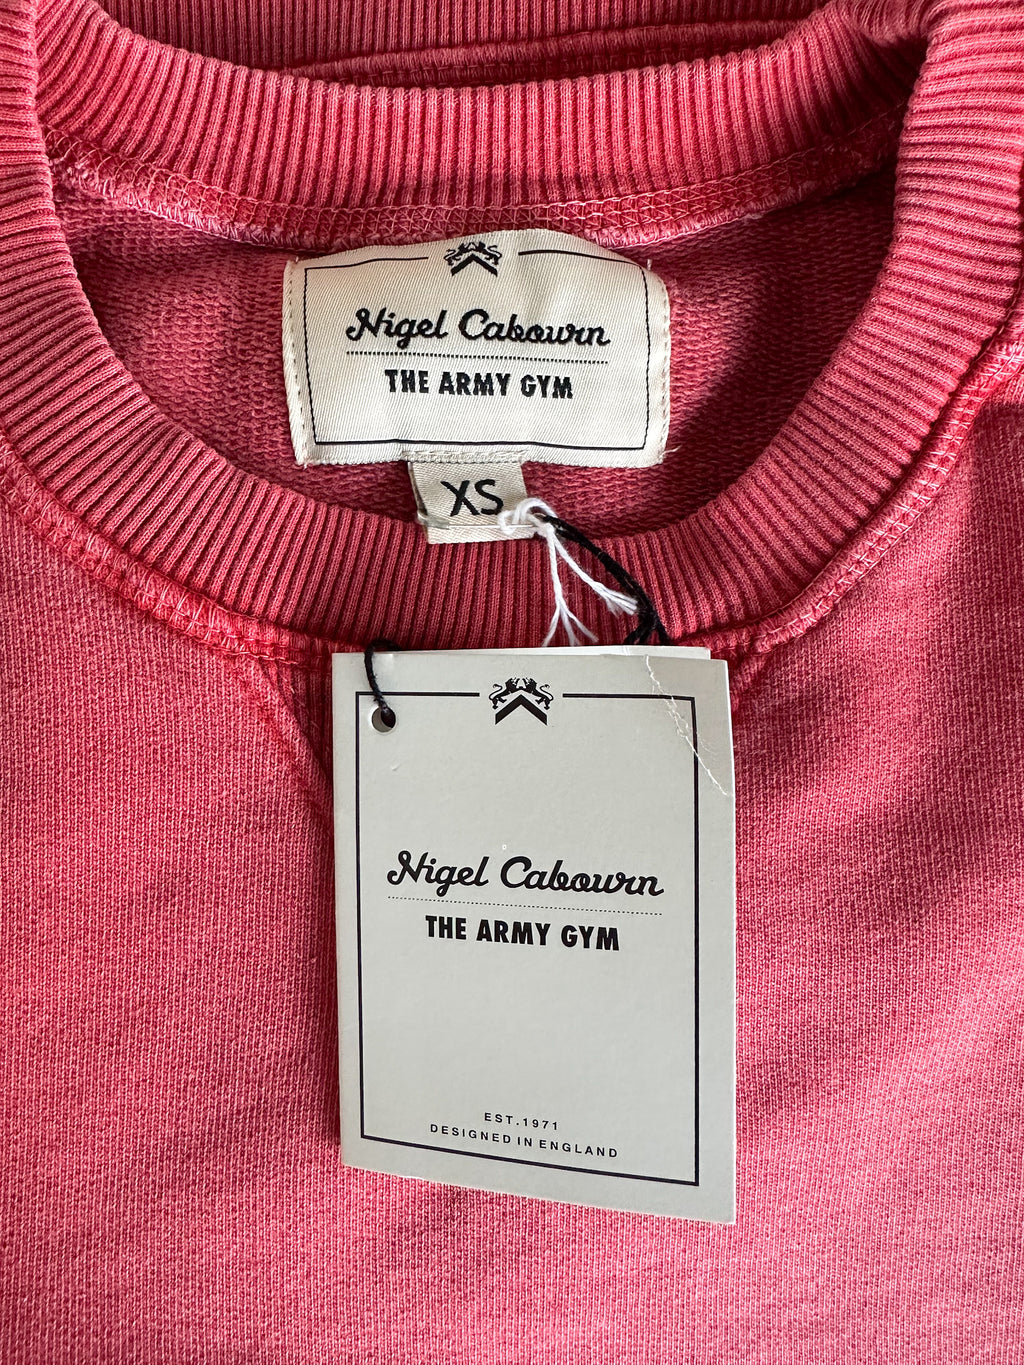 Nigel Cabourn
THE ARMY GYM
XS
Nigel Cabourn
THE ARMY GYM
EST.1971
DESIGNED IN ENGLAND